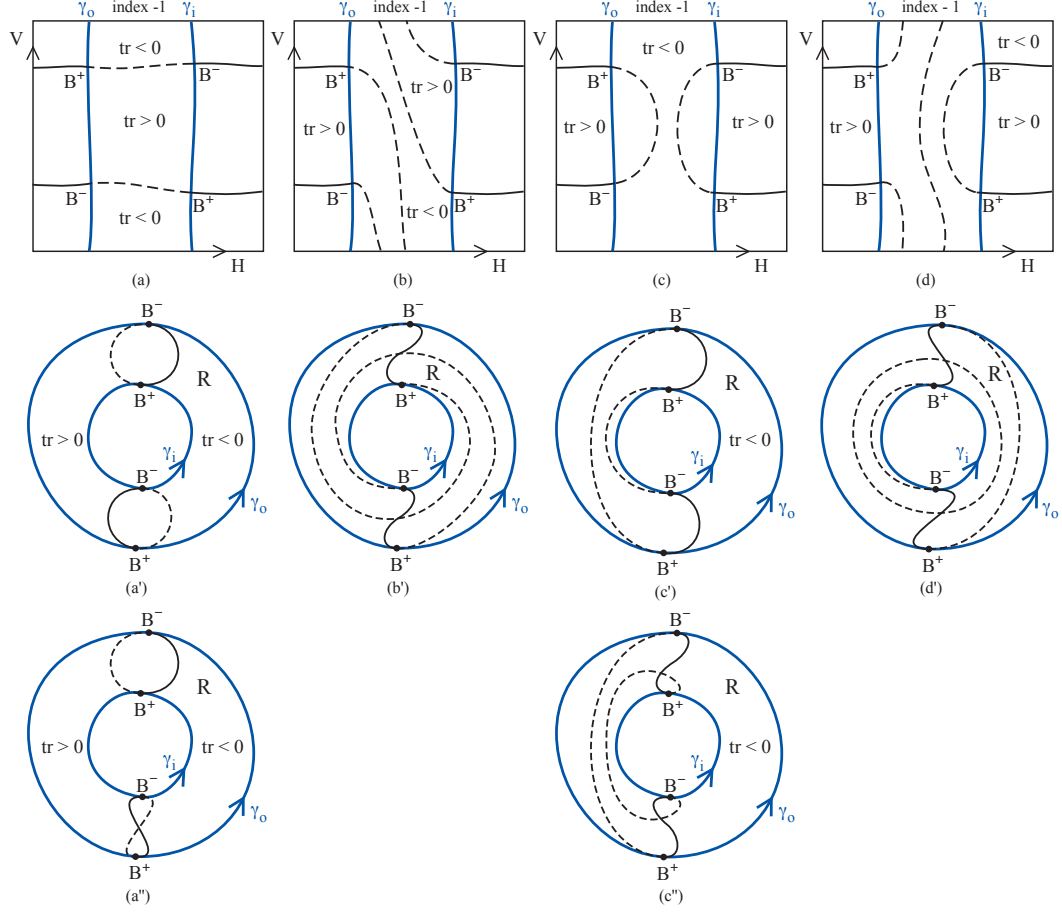 γo index -1 γi
V
tr < 0
B+ B−
tr > 0
B− B+
tr < 0
H
(a)
γo index -1 γi
B+ B−
tr > 0
tr > 0
B− B+
tr < 0
(b)
γo index -1 γi
V
tr < 0
B+ B−
tr > 0 tr > 0
B− B+
H
(c)
γo index -1 γi
tr < 0
B+ B−
tr > 0 tr > 0
B− B+
(d)
B−
R
B+
tr > 0 tr < 0
B−
γi
γo
B+
(a')
B−
R
B+
B−
γi
γo
B+
(b')
B−
R
B+
tr < 0
B−
γi
γo
B+
(c')
B−
R
B+
B−
γi
γo
B+
(d')
B−
R
B+
tr > 0 tr < 0
B−
γi
γo
B+
(a'')
B−
R
B+
tr < 0
B−
γi
γo
B+
(c'')